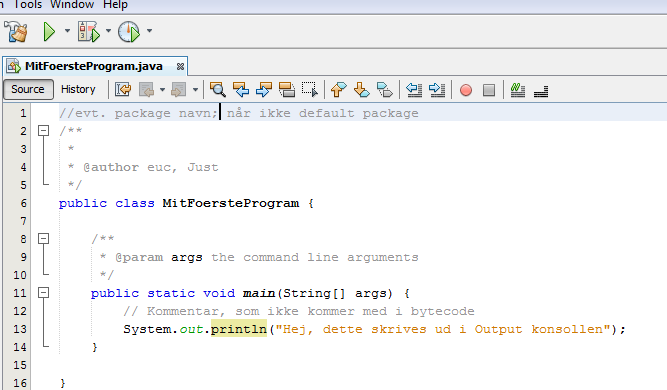 Tools Window Help
MitFoersteProgram.java
Source History
1 //evt. package navn; når ikke default package
2 /**
3 *
4 * @author euc, Just
5 */
6 public class MitFoersteProgram {
7
8 /**
9 * @param args the command line arguments
10 */
11 public static void main(String[] args) {
12 // Kommentar, som ikke kommer med i bytecode
13 System.out.println("Hej, dette skrives ud i Output konsollen");
14 }
15
16 }